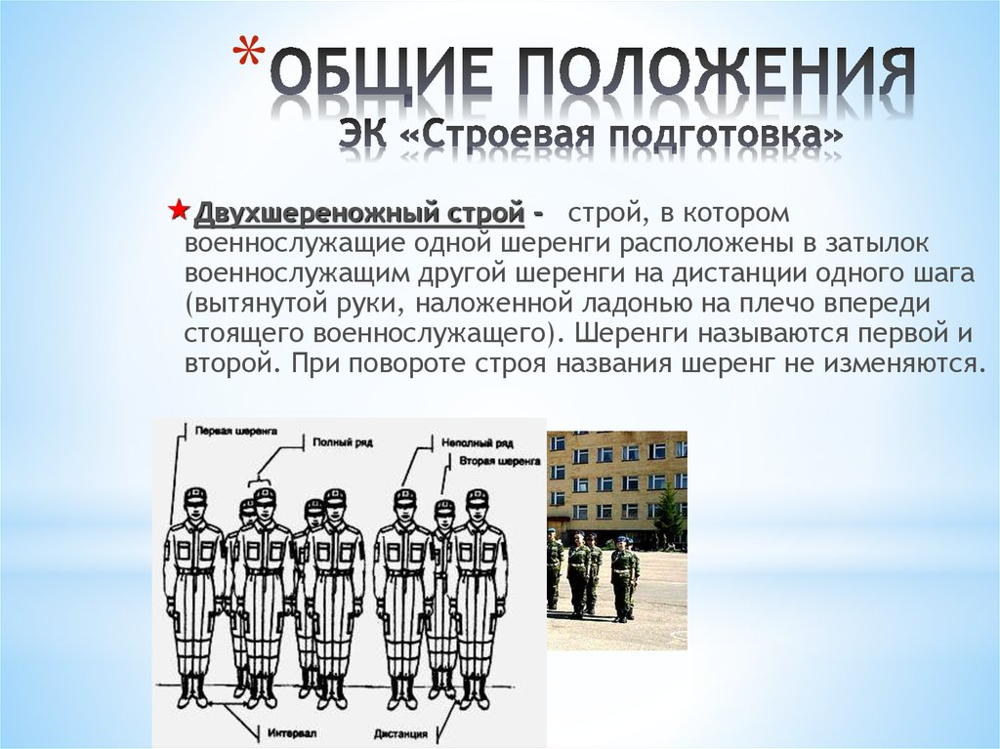 *ОБЩИЕ ПОЛОЖЕНИЯ
ЭК «Строевая подготовка»
Двухшереножный строй - строй, в котором
военнослужащие одной шеренги расположены в затылок
военнослужащим другой шеренги на дистанции одного шага
(вытянутой руки, наложенной ладонью на плечо впереди
стоящего военнослужащего). Шеренги называются первой и
второй. При повороте строя названия шеренг не изменяются.
Первая шеренга
Полный ряд
Неполный ряд
Вторая шеренга
Интервал
Дистанция